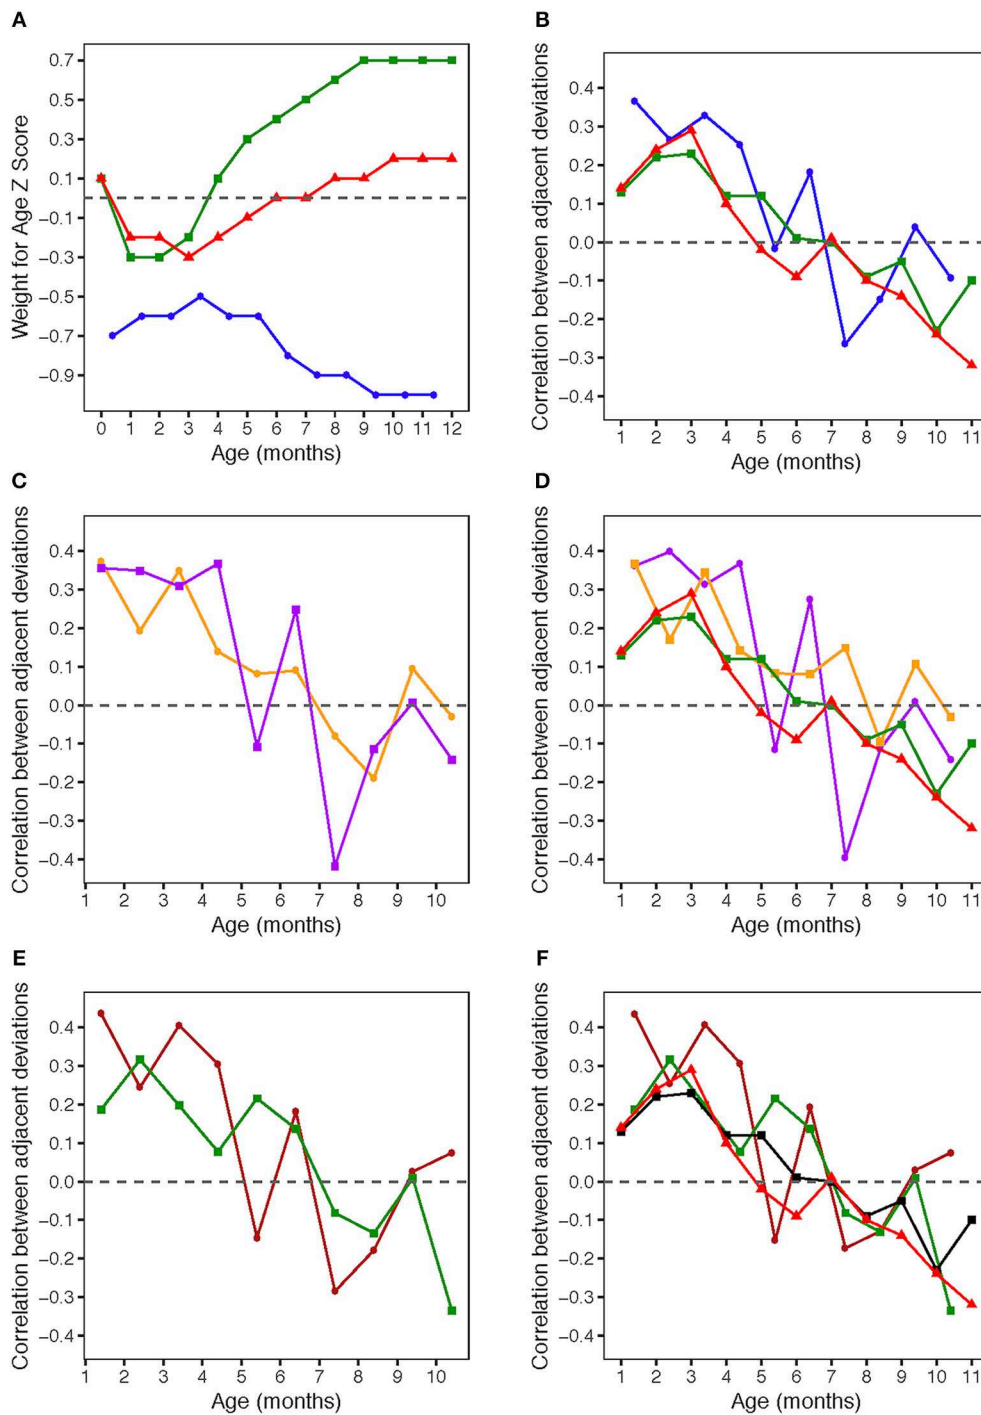 A
Weight for Age Z Score
0.7
0.5
0.3
0.1
−0.1
−0.3
−0.5
−0.7
−0.9
0 1 2 3 4 5 6 7 8 9 10 11 12
Age (months)
B
Correlation between adjacent deviations
0.4
0.3
0.2
0.1
0.0
−0.1
−0.2
−0.3
−0.4
1 2 3 4 5 6 7 8 9 10 11
Age (months)
C
Correlation between adjacent deviations
0.4
0.3
0.2
0.1
0.0
−0.1
−0.2
−0.3
−0.4
1 2 3 4 5 6 7 8 9 10
Age (months)
D
Correlation between adjacent deviations
0.4
0.3
0.2
0.1
0.0
−0.1
−0.2
−0.3
−0.4
1 2 3 4 5 6 7 8 9 10 11
Age (months)
E
Correlation between adjacent deviations
0.4
0.3
0.2
0.1
0.0
−0.1
−0.2
−0.3
−0.4
1 2 3 4 5 6 7 8 9 10
Age (months)
F
Correlation between adjacent deviations
0.4
0.3
0.2
0.1
0.0
−0.1
−0.2
−0.3
−0.4
1 2 3 4 5 6 7 8 9 10 11
Age (months)